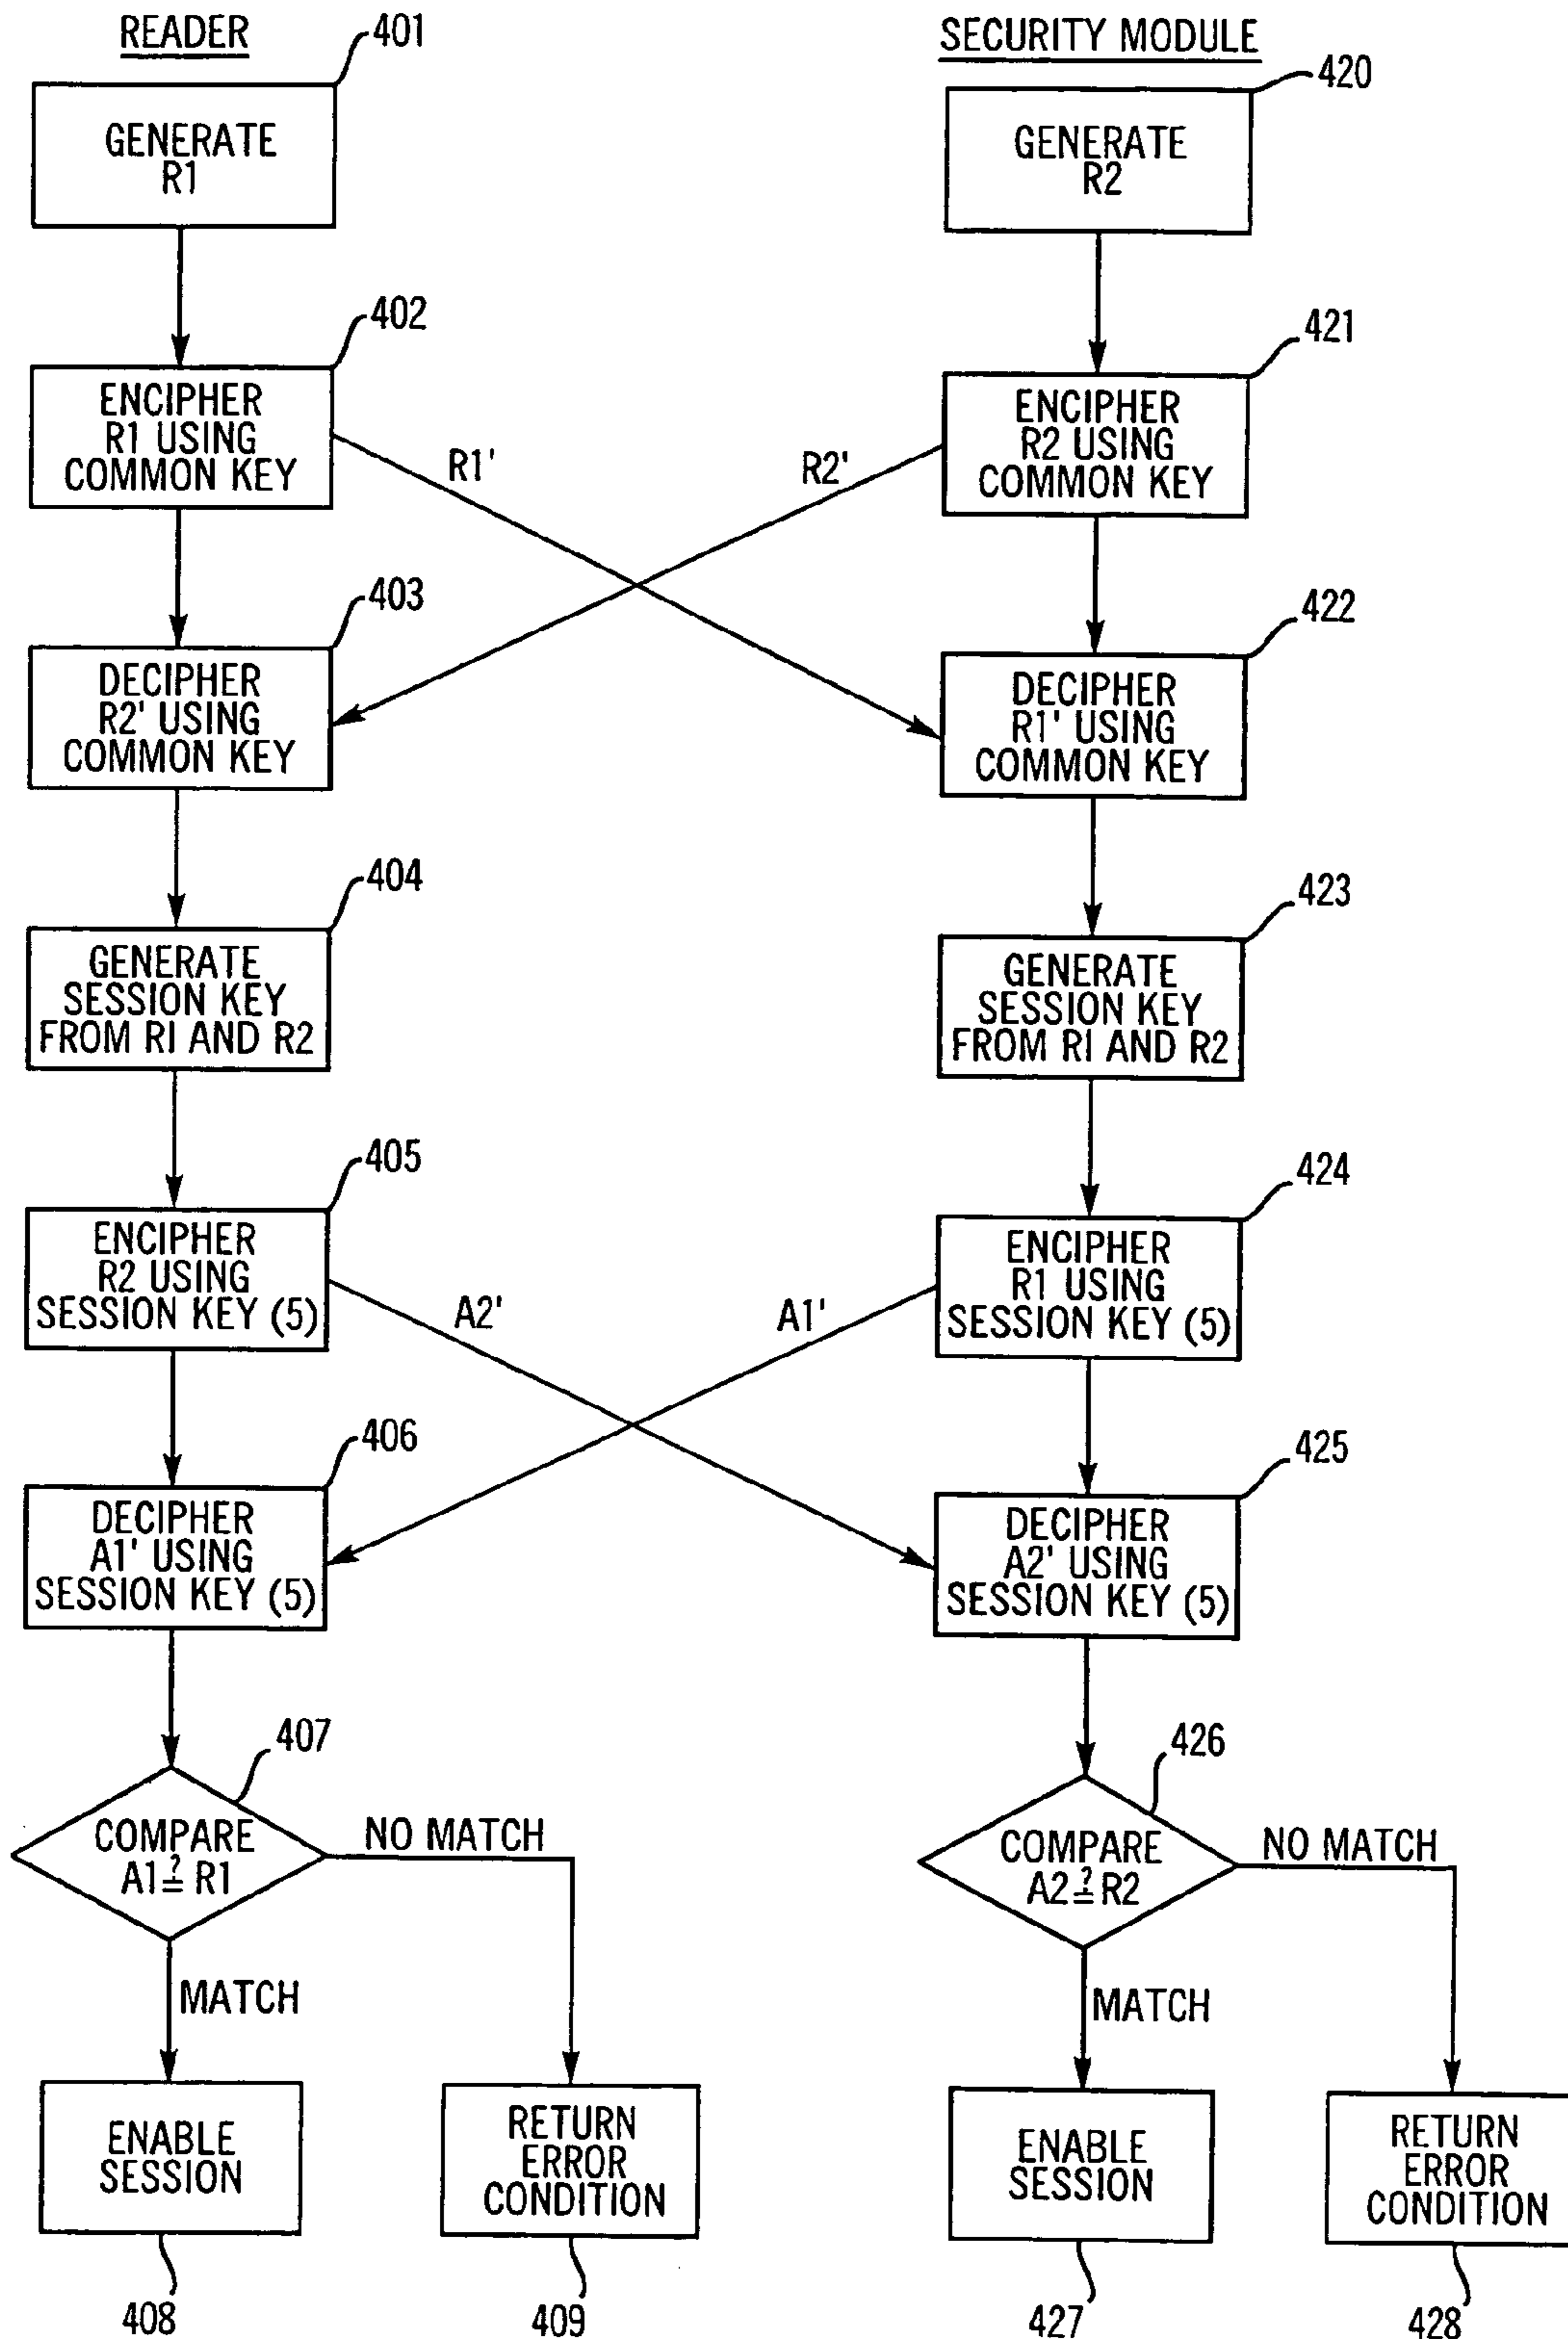 READER
401
GENERATE
R1
402
ENCIPHER
R1 USING
COMMON KEY
R1'
403
DECIPHER
R2' USING
COMMON KEY
404
GENERATE
SESSION KEY
FROM RI AND R2
405
ENCIPHER
R2 USING
SESSION KEY (5)
A2'
406
DECIPHER
A1' USING
SESSION KEY (5)
407
COMPARE
A1 ≟ R1
NO MATCH
MATCH
ENABLE
SESSION
408
RETURN
ERROR
CONDITION
409
SECURITY MODULE
420
GENERATE
R2
421
ENCIPHER
R2 USING
COMMON KEY
R2'
422
DECIPHER
R1' USING
COMMON KEY
423
GENERATE
SESSION KEY
FROM RI AND R2
424
ENCIPHER
R1 USING
SESSION KEY (5)
A1'
425
DECIPHER
A2' USING
SESSION KEY (5)
426
COMPARE
A2 ≟ R2
NO MATCH
MATCH
ENABLE
SESSION
427
RETURN
ERROR
CONDITION
428